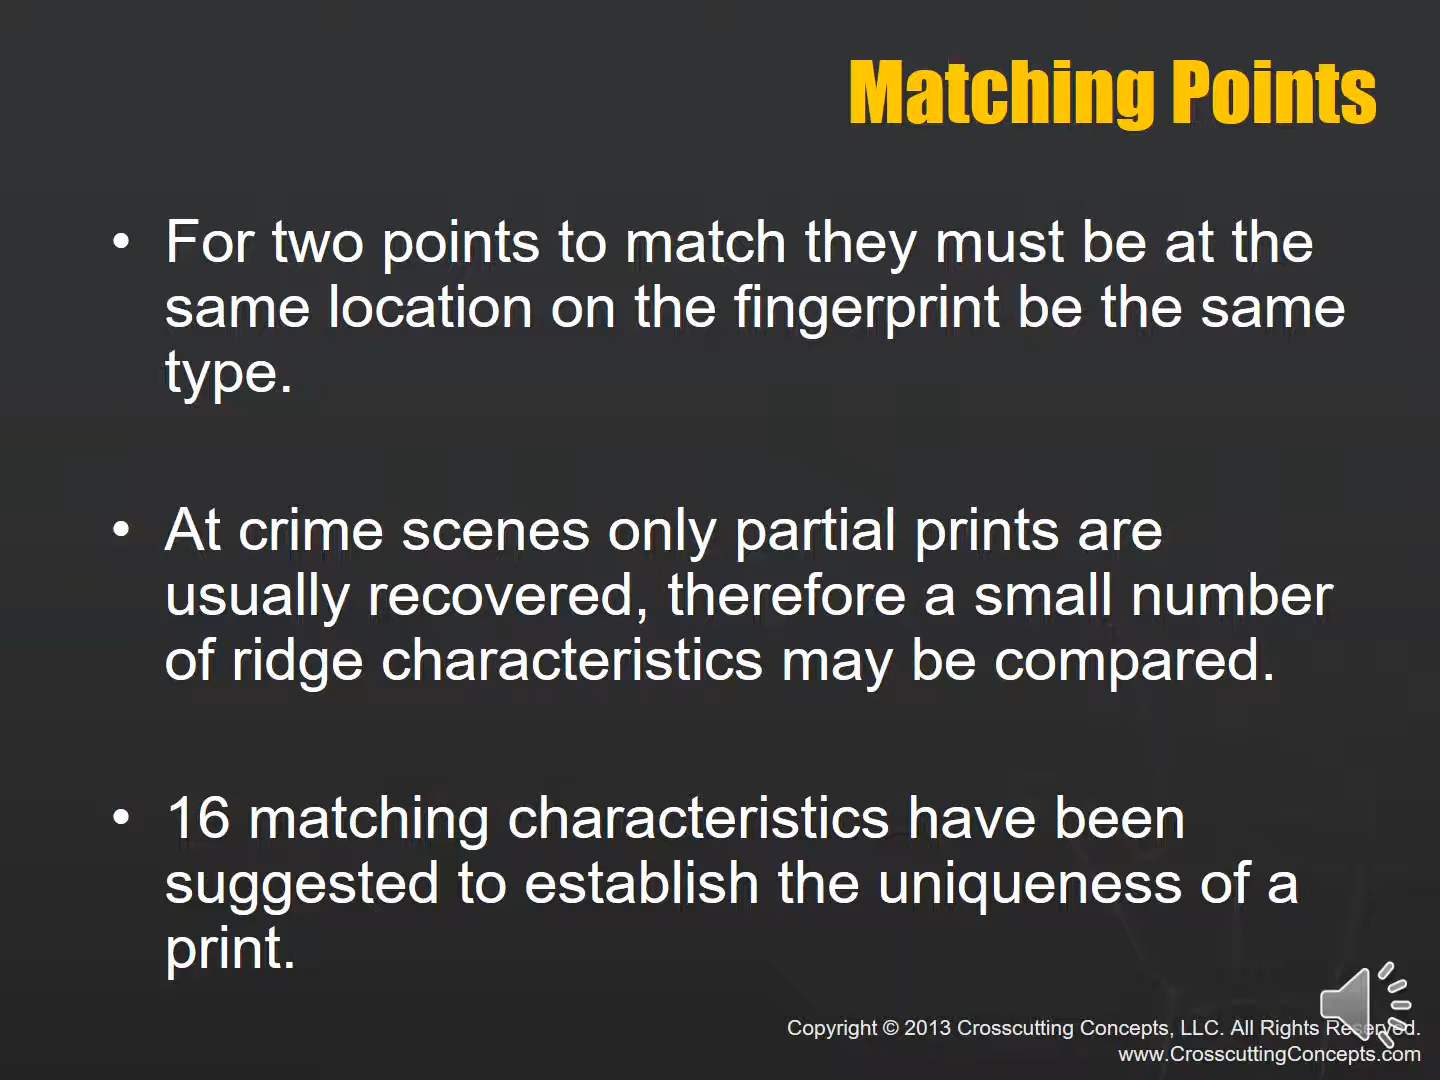 Matching Points
• For two points to match they must be at the
same location on the fingerprint be the same
type.
• At crime scenes only partial prints are
usually recovered, therefore a small number
of ridge characteristics may be compared.
• 16 matching characteristics have been
suggested to establish the uniqueness of a
print.
Copyright © 2013 Crosscutting Concepts, LLC. All Rights Reserved.
www.CrosscuttingConcepts.com